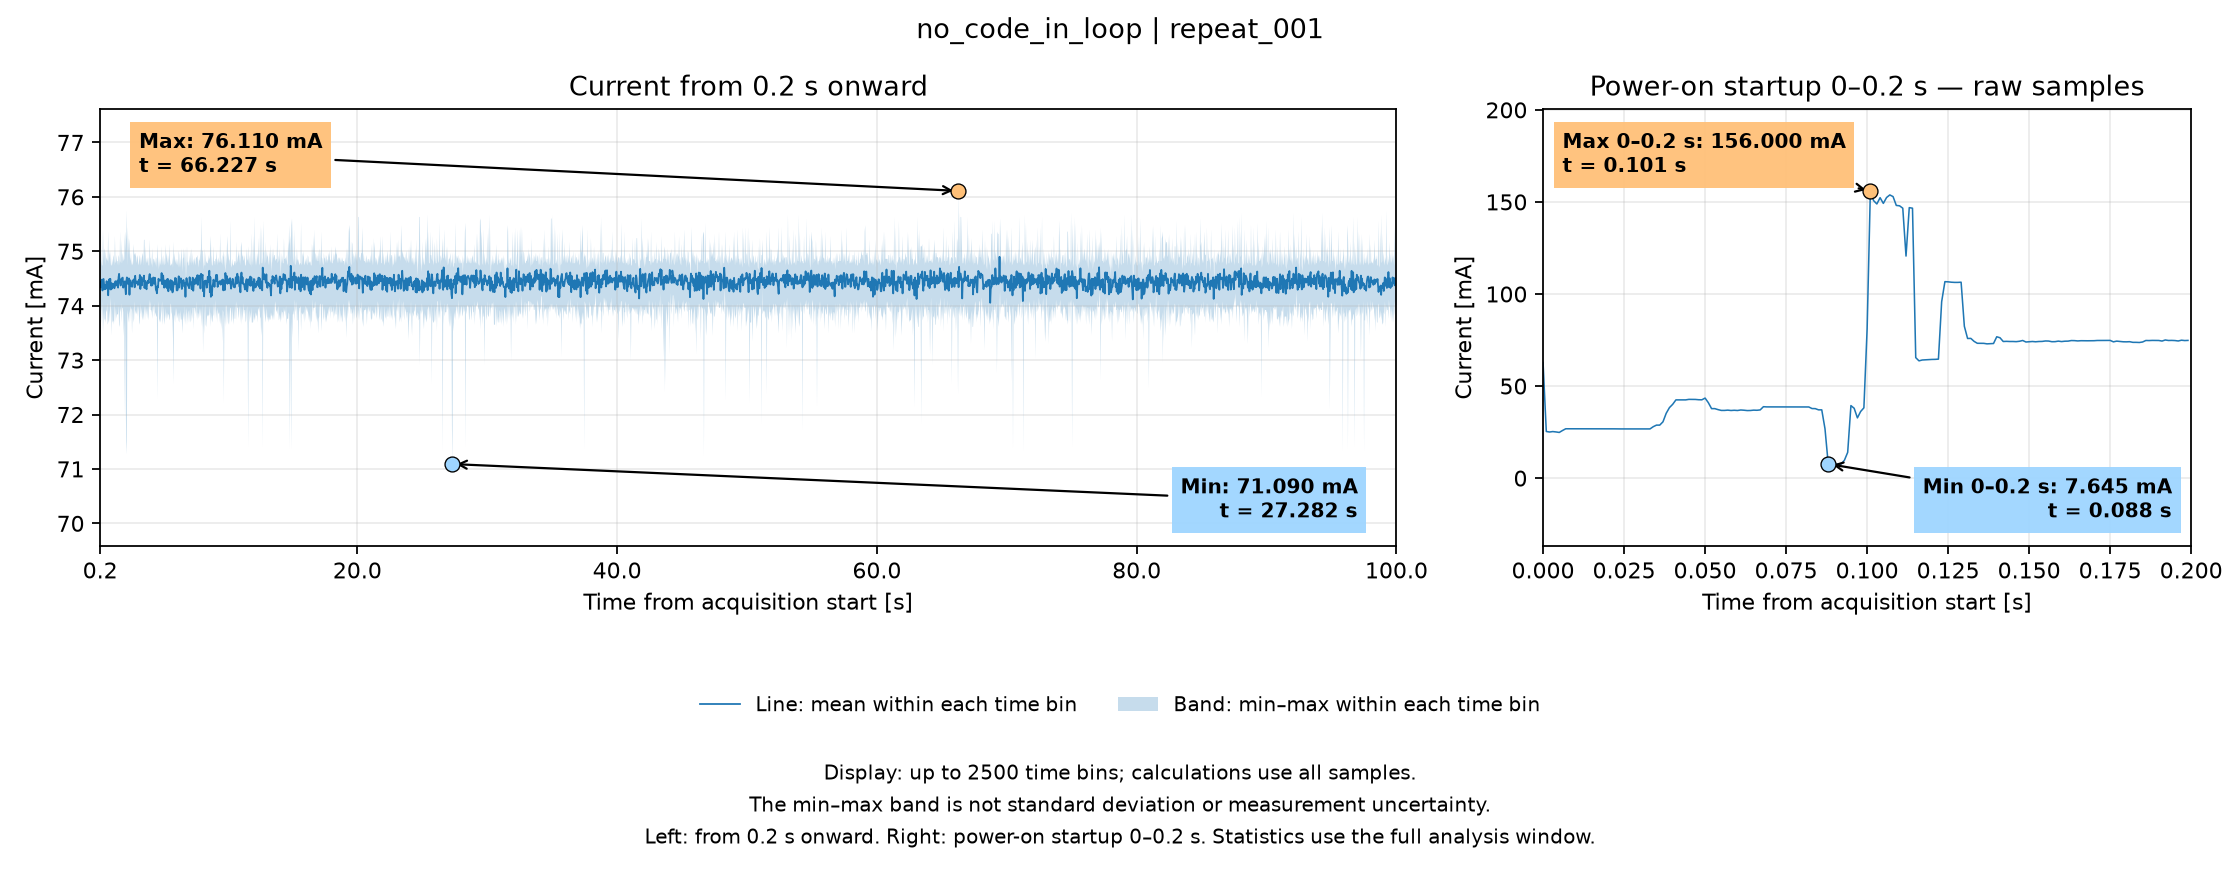 no_code_in_loop | repeat_001
Current from 0.2 s onward
Max: 76.110 mA
t = 66.227 s
Min: 71.090 mA
t = 27.282 s
Current [mA]
77
76
75
74
73
72
71
70
0.2 20.0 40.0 60.0 80.0 100.0
Time from acquisition start [s]
Power-on startup 0–0.2 s — raw samples
Max 0–0.2 s: 156.000 mA
t = 0.101 s
Min 0–0.2 s: 7.645 mA
t = 0.088 s
Current [mA]
200
150
100
50
0
0.000 0.025 0.050 0.075 0.100 0.125 0.150 0.175 0.200
Time from acquisition start [s]
Line: mean within each time bin
Band: min–max within each time bin
Display: up to 2500 time bins; calculations use all samples.
The min–max band is not standard deviation or measurement uncertainty.
Left: from 0.2 s onward. Right: power-on startup 0–0.2 s. Statistics use the full analysis window.